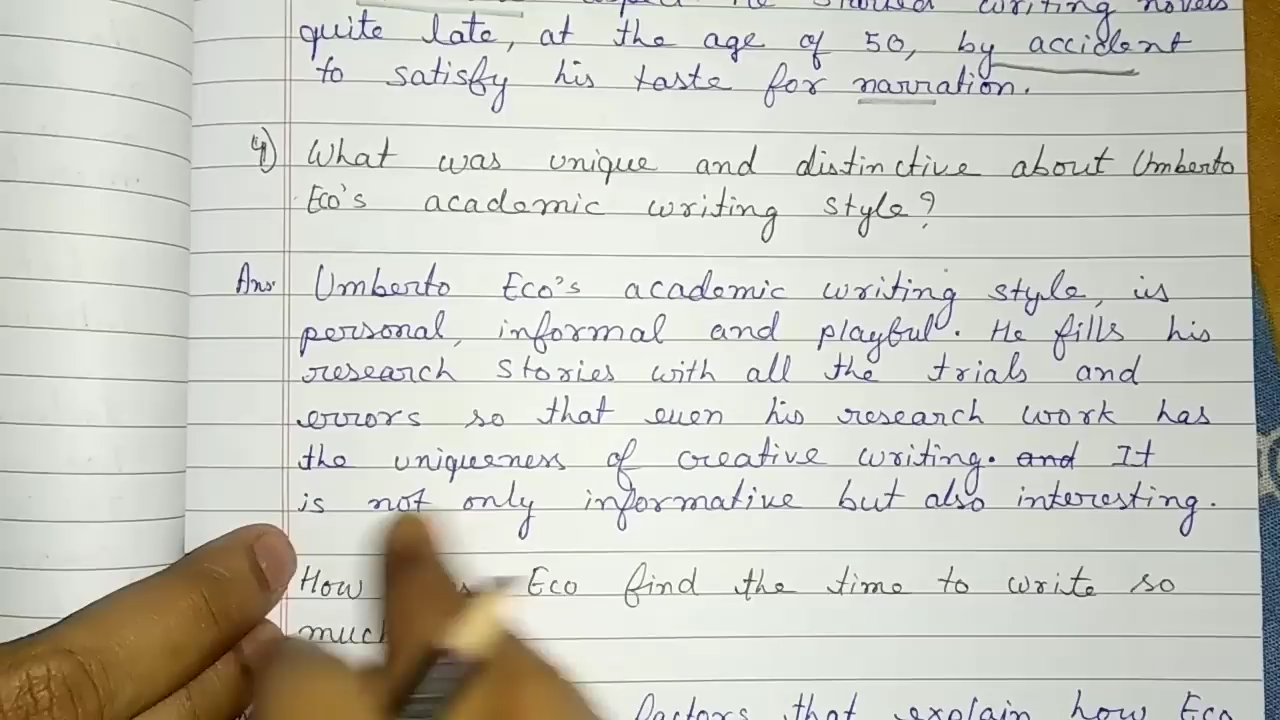 he started writing novels
quite late, at the age of 50, by accident
to satisfy his taste for narration.
4) What was unique and distinctive about Umberto
Eco's academic writing style?
Ans. Umberto Eco's academic writing style, is
personal, informal and playful. He fills his
research stories with all the trials and
errors so that even his research work has
the uniqueness of creative writing. and It
is not only informative but also interesting.
How Eco find the time to write so
much
factors that explain how Eco